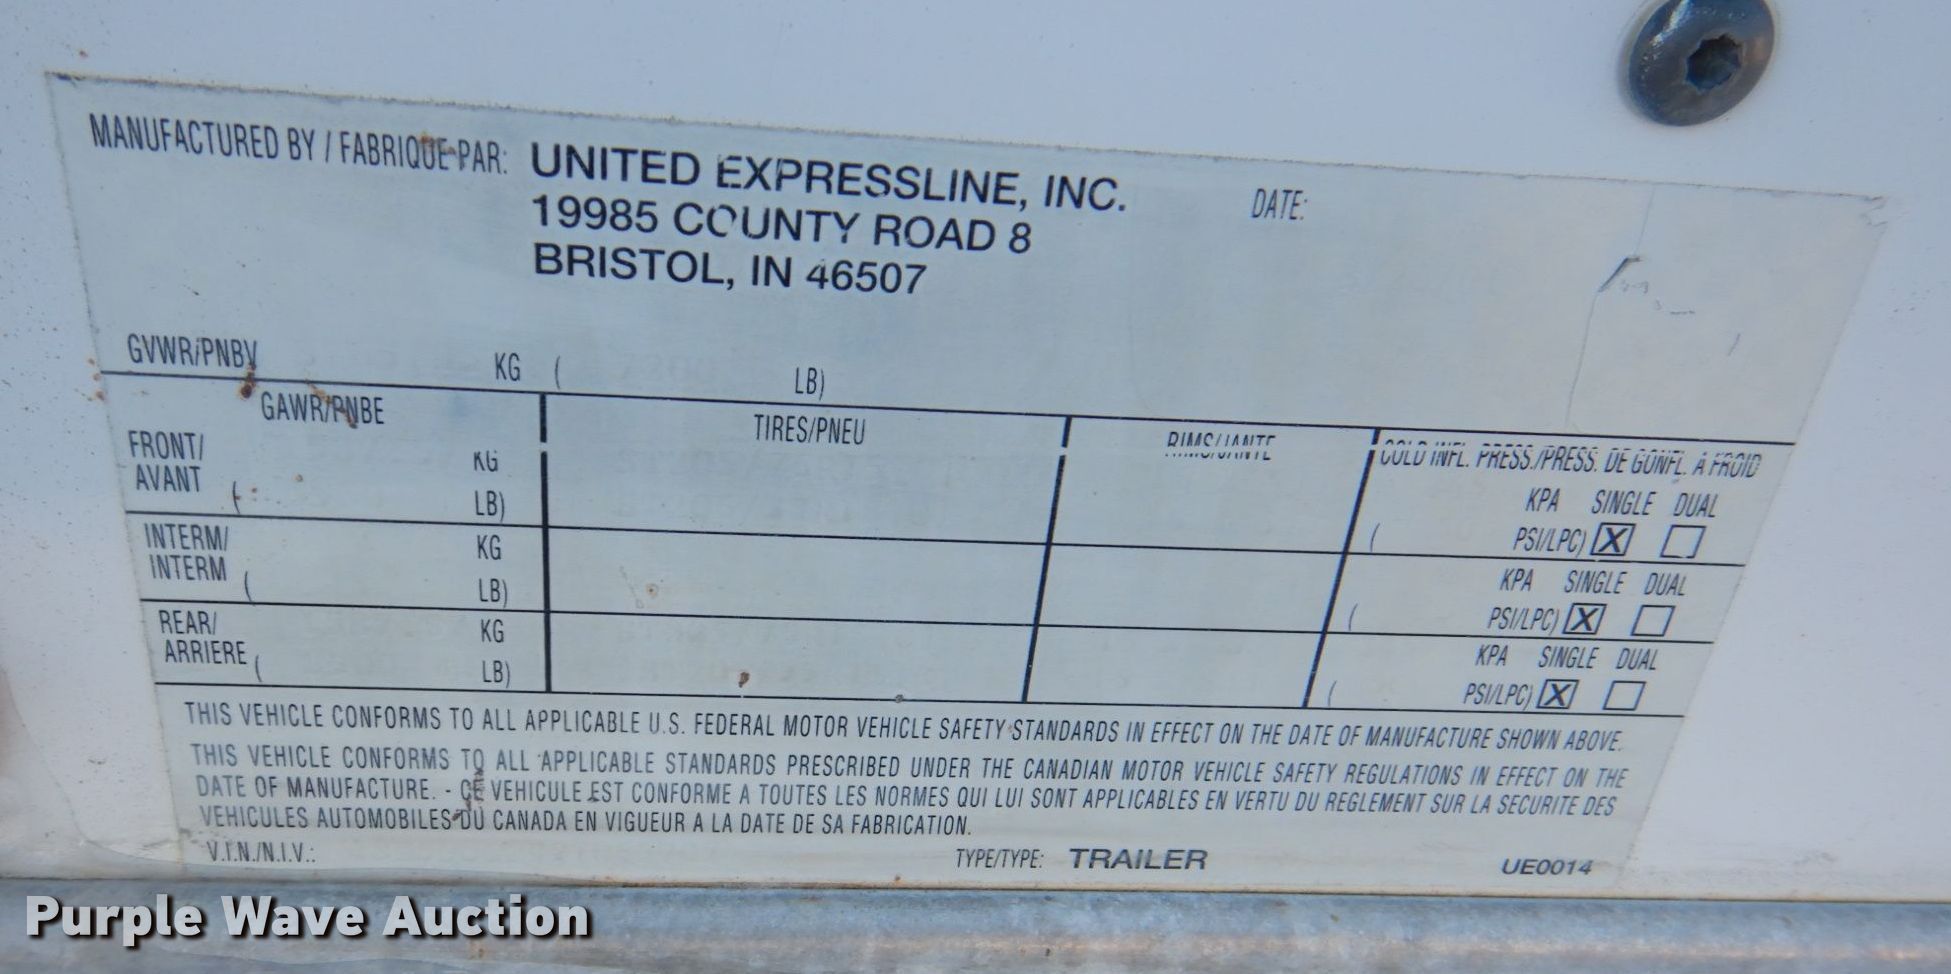 MANUFACTURED BY / FABRIQUE PAR: UNITED EXPRESSLINE, INC. DATE:
19985 COUNTY ROAD 8
BRISTOL, IN 46507
GVWR/PNBV KG ( LB)
GAWR/PNBE TIRES/PNEU RIMS/JANTE COLD INFL. PRESS./PRESS. DE GONFL. A FROID
FRONT/ KG KPA SINGLE DUAL
AVANT ( LB) ( PSI/LPC) X
INTERM/ KG KPA SINGLE DUAL
INTERM ( LB) ( PSI/LPC) X
REAR/ KG KPA SINGLE DUAL
ARRIERE ( LB) ( PSI/LPC) X
THIS VEHICLE CONFORMS TO ALL APPLICABLE U.S. FEDERAL MOTOR VEHICLE SAFETY STANDARDS IN EFFECT ON THE DATE OF MANUFACTURE SHOWN ABOVE.
THIS VEHICLE CONFORMS TO ALL APPLICABLE STANDARDS PRESCRIBED UNDER THE CANADIAN MOTOR VEHICLE SAFETY REGULATIONS IN EFFECT ON THE
DATE OF MANUFACTURE. - CE VEHICULE EST CONFORME A TOUTES LES NORMES QUI LUI SONT APPLICABLES EN VERTU DU REGLEMENT SUR LA SECURITE DES
VEHICULES AUTOMOBILES DU CANADA EN VIGUEUR A LA DATE DE SA FABRICATION.
V.I.N./N.I.V.: TYPE/TYPE: TRAILER UE0014
Purple Wave Auction